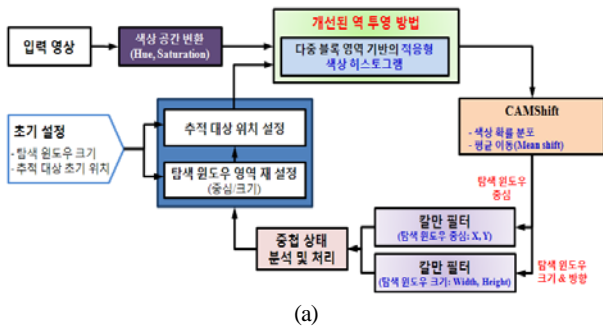 개선된 역 투영 방법
입력 영상
색상 공간 변환
(Hue, Saturation)
다중 블록 영역 기반의 적응형
색상 히스토그램
초기 설정
- 탐색 윈도우 크기
- 추적 대상 초기 위치
추적 대상 위치 설정
탐색 윈도우 영역 재 설정
(중심/크기)
CAMShift
- 색상 확률 분포
- 평균 이동(Mean shift)
탐색 윈도우
중심
중첩 상태
분석 및 처리
칼만 필터
(탐색 윈도우 중심: X, Y)
칼만 필터
(탐색 윈도우 크기: Width, Height)
탐색 윈도우
크기 & 방향
(a)